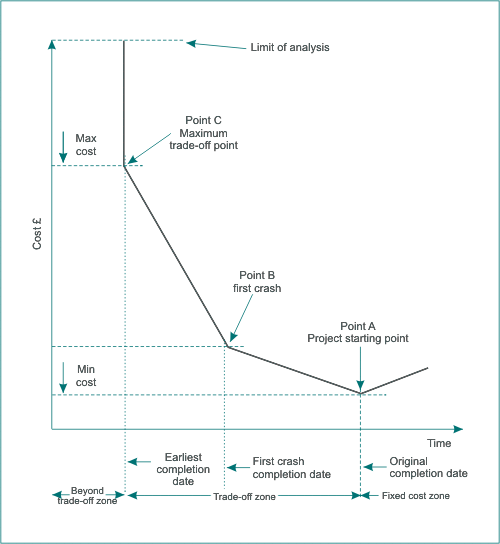 Limit of analysis
Point C
Maximum
trade-off point
Max
cost
Cost £
Point B
first crash
Point A
Project starting point
Min
cost
Time
Earliest
completion
date
First crash
completion date
Original
completion date
Beyond
trade-off zone
Trade-off zone
Fixed cost zone